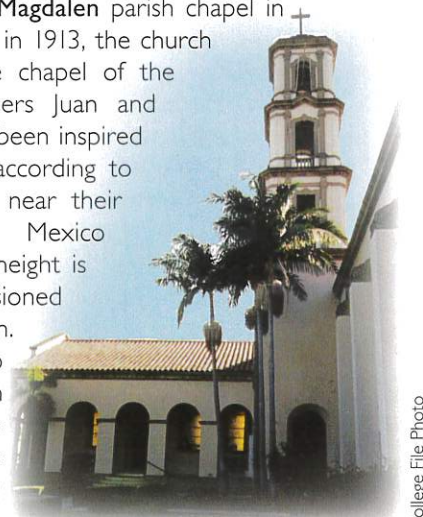 Magdalen parish chapel in
in 1913, the church
chapel of the
ers Juan and
been inspired
according to
near their
Mexico
height is
sioned
ollege File Photo